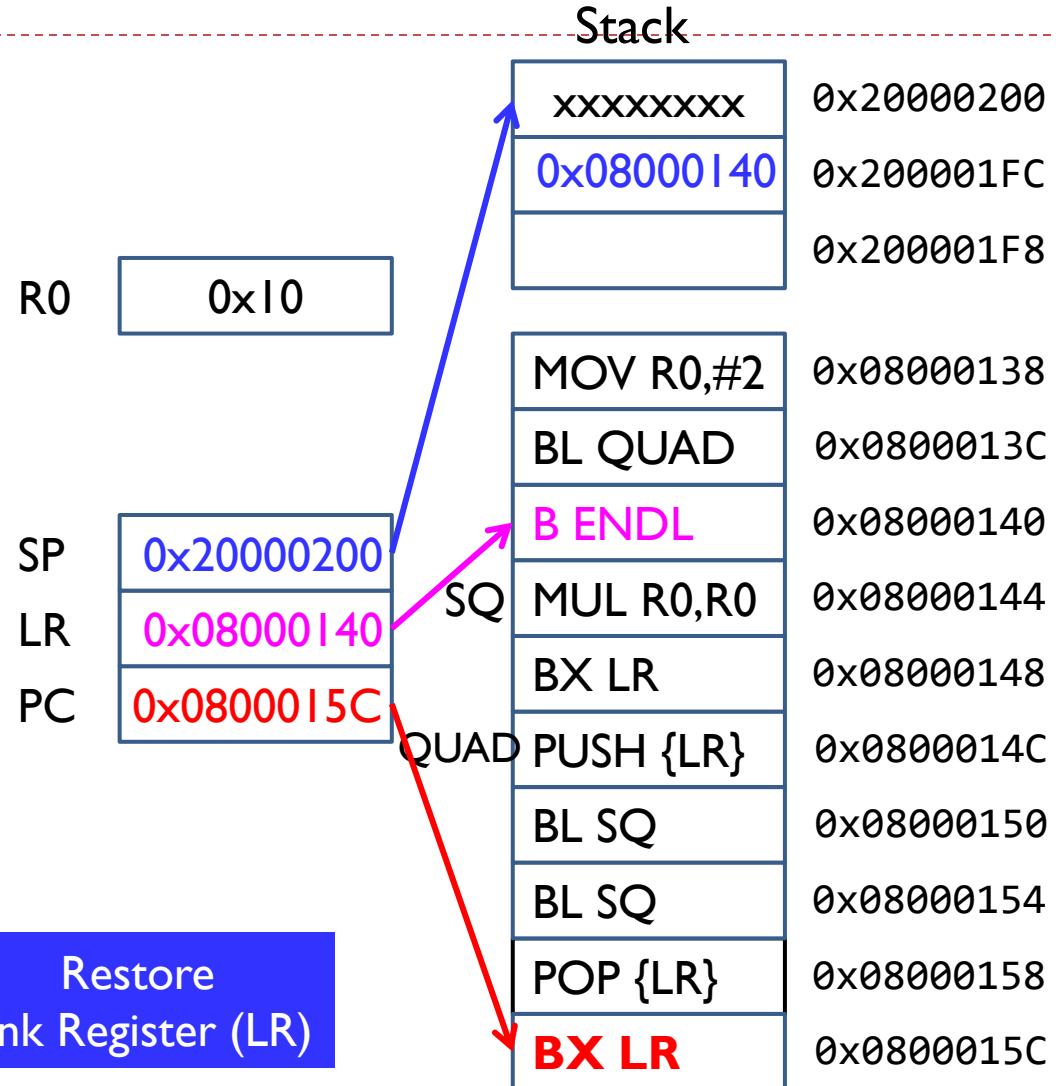 Stack
xxxxxxxx 0x20000200
0x08000140 0x200001FC
0x200001F8
R0 0x10
MOV R0,#2 0x08000138
BL QUAD 0x0800013C
SP 0x20000200 B ENDL 0x08000140
LR 0x08000140 SQ MUL R0,R0 0x08000144
PC 0x0800015C BX LR 0x08000148
QUAD PUSH {LR} 0x0800014C
BL SQ 0x08000150
BL SQ 0x08000154
POP {LR} 0x08000158
BX LR 0x0800015C
Restore
nk Register (LR)